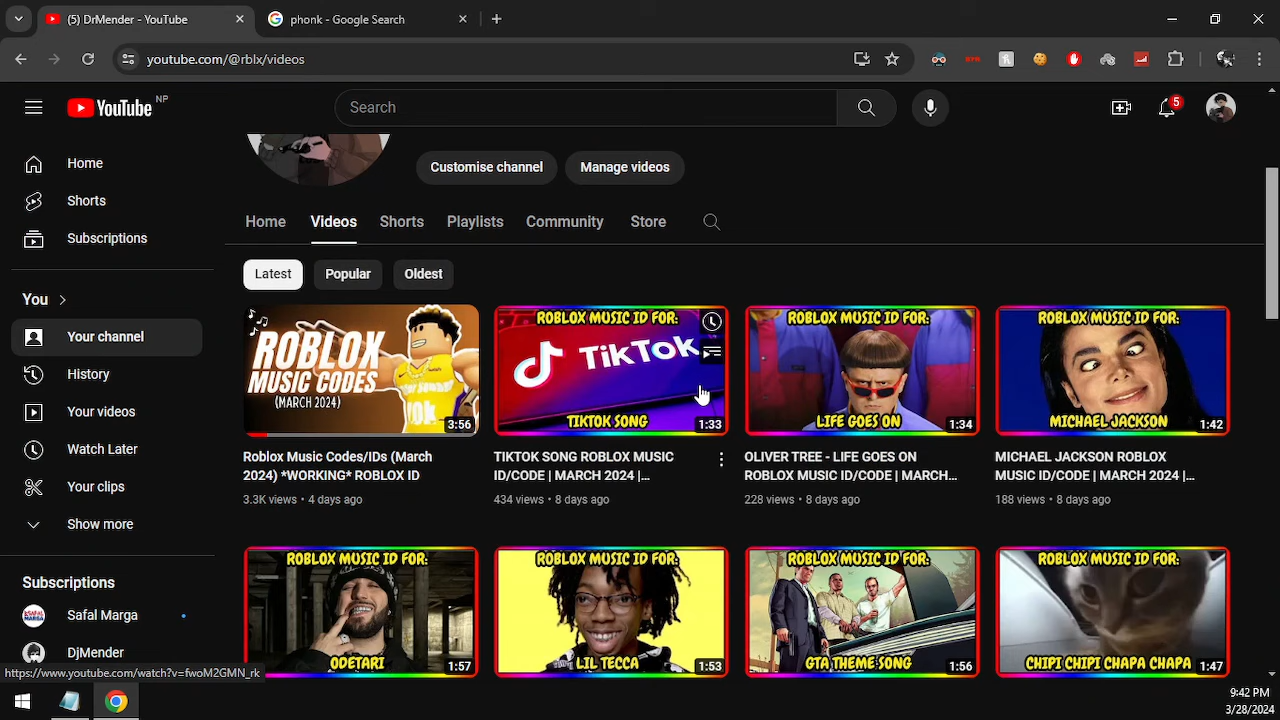 (5) DrMender - YouTube
phonk - Google Search
youtube.com/@rblx/videos
YouTube NP
Search
5
Home
Shorts
Subscriptions
You
Your channel
History
Your videos
Watch Later
Your clips
Show more
Subscriptions
Safal Marga
DjMender
Customise channel
Manage videos
Home
Videos
Shorts
Playlists
Community
Store
Latest
Popular
Oldest
ROBLOX
MUSIC CODES
(MARCH 2024)
3:56
Roblox Music Codes/IDs (March
2024) *WORKING* ROBLOX ID
3.3K views • 4 days ago
ROBLOX MUSIC ID FOR:
TikTok
TIKTOK SONG
1:33
TIKTOK SONG ROBLOX MUSIC
ID/CODE | MARCH 2024 |...
434 views • 8 days ago
ROBLOX MUSIC ID FOR:
LIFE GOES ON
1:34
OLIVER TREE - LIFE GOES ON
ROBLOX MUSIC ID/CODE | MARCH...
228 views • 8 days ago
ROBLOX MUSIC ID FOR:
MICHAEL JACKSON
1:42
MICHAEL JACKSON ROBLOX
MUSIC ID/CODE | MARCH 2024 |...
188 views • 8 days ago
ROBLOX MUSIC ID FOR:
ODETARI
1:57
ROBLOX MUSIC ID FOR:
LIL TECCA
1:53
ROBLOX MUSIC ID FOR:
GTA THEME SONG
1:56
ROBLOX MUSIC ID FOR:
CHIPI CHIPI CHAPA CHAPA
1:47
https://www.youtube.com/watch?v=fwoM2GMN_rk
9:42 PM
3/28/2024